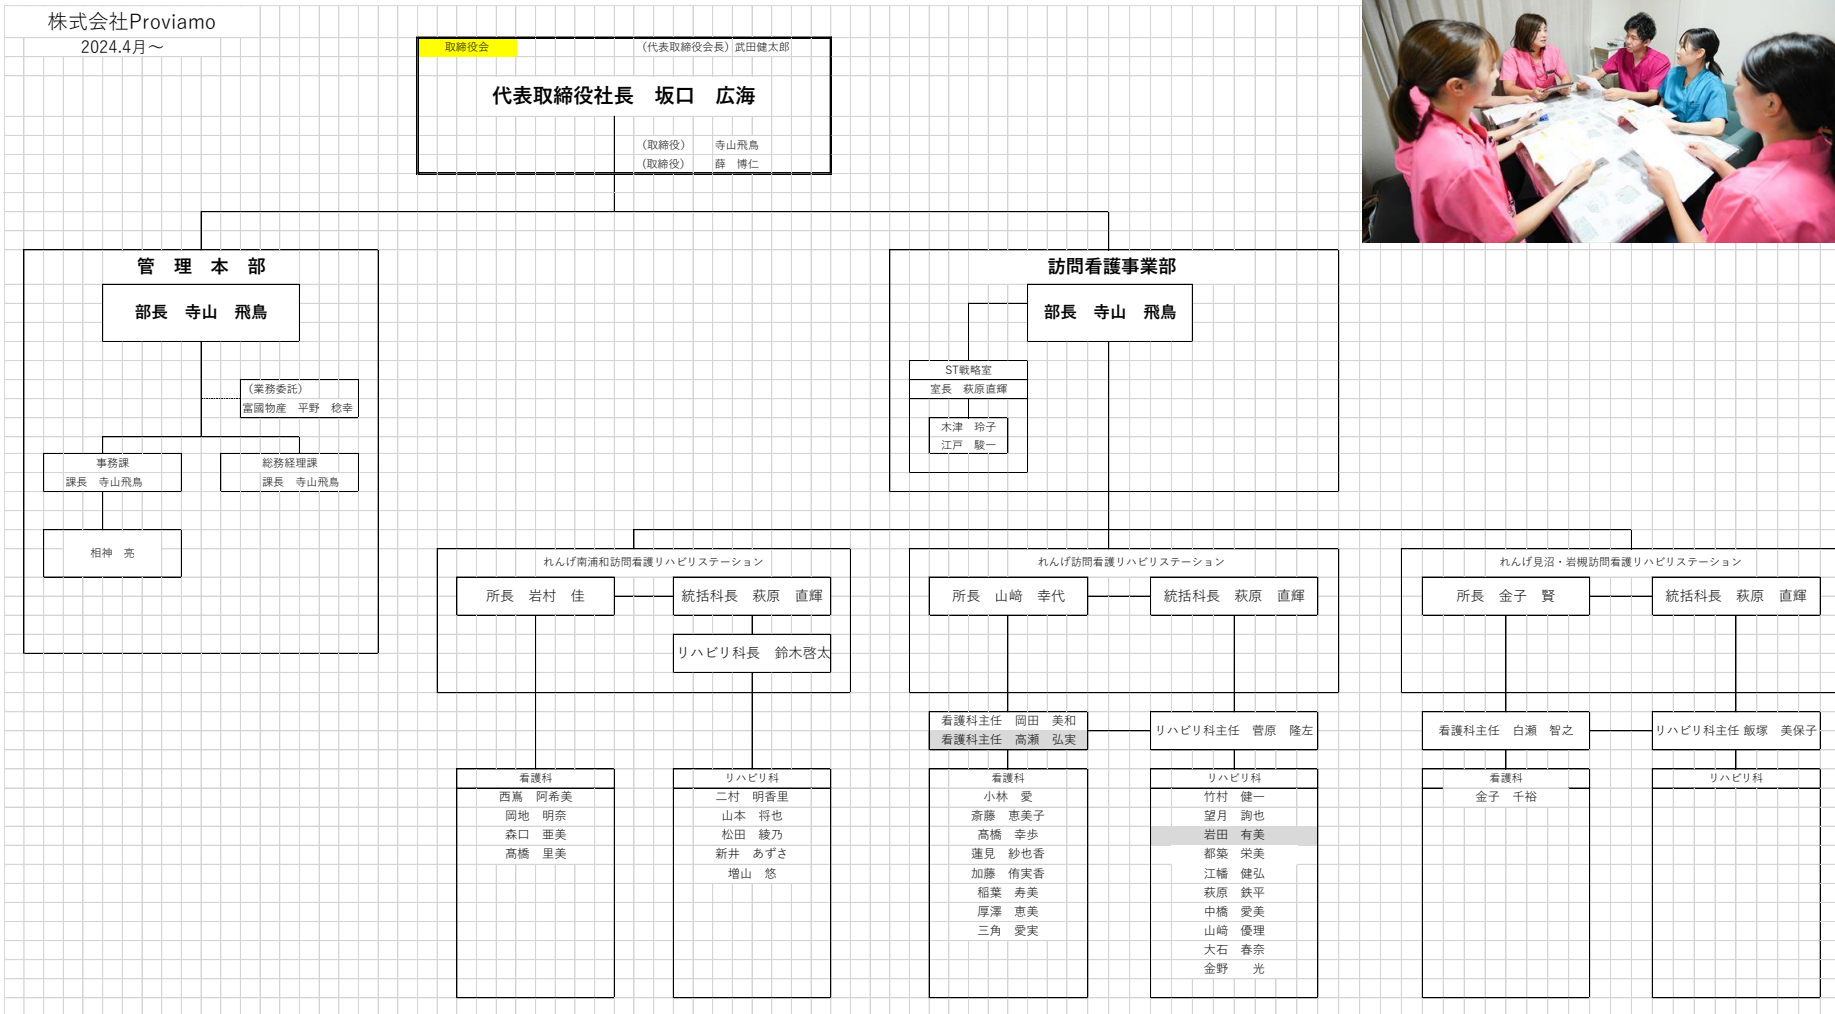 株式会社Proviamo
2024.4月～
取締役会
（代表取締役会長）武田健太郎
代表取締役社長　坂口　広海
（取締役）　寺山飛鳥
（取締役）　薛　博仁
管　理　本　部
部長　寺山　飛鳥
（業務委託）
富國物産　平野　稔幸
事務課
課長　寺山飛鳥
総務経理課
課長　寺山飛鳥
相神　亮
訪問看護事業部
部長　寺山　飛鳥
ST戦略室
室長　萩原直輝
木津　玲子
江戸　駿一
れんげ南浦和訪問看護リハビリステーション
所長　岩村　佳
統括科長　萩原　直輝
リハビリ科長　鈴木啓太
看護科
西嶌　阿希美
岡地　明奈
森口　亜美
髙橋　里美
リハビリ科
二村　明香里
山本　将也
松田　綾乃
新井　あずさ
増山　悠
れんげ訪問看護リハビリステーション
所長　山﨑　幸代
統括科長　萩原　直輝
看護科主任　岡田　美和
看護科主任　高瀬　弘実
リハビリ科主任　菅原　隆左
看護科
小林　愛
斎藤　恵美子
髙橋　幸歩
蓮見　紗也香
加藤　侑実香
稲葉　寿美
厚澤　恵美
三角　愛実
リハビリ科
竹村　健一
望月　詢也
岩田　有美
都築　栄美
江幡　健弘
萩原　鉄平
中橋　愛美
山﨑　優理
大石　春奈
金野　光
れんげ見沼・岩槻訪問看護リハビリステーション
所長　金子　賢
統括科長　萩原　直輝
看護科主任　白瀬　智之
リハビリ科主任 飯塚　美保子
看護科
金子　千裕
リハビリ科